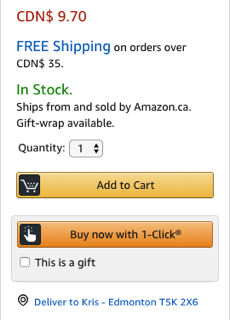 CDN$ 9.70
FREE Shipping on orders over
CDN$ 35.
In Stock.
Ships from and sold by Amazon.ca.
Gift-wrap available.
Quantity: 1
Add to Cart
Buy now with 1-Click®
This is a gift
Deliver to Kris - Edmonton T5K 2X6